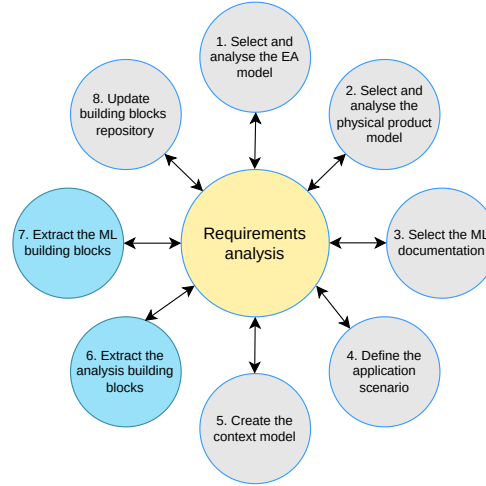 1. Select and
analyse the EA
model
2. Select and
analyse the
physical product
model
3. Select the ML
documentation
4. Define the
application
scenario
5. Create the
context model
6. Extract the
analysis building
blocks
7. Extract the ML
building blocks
8. Update
building blocks
repository
Requirements
analysis